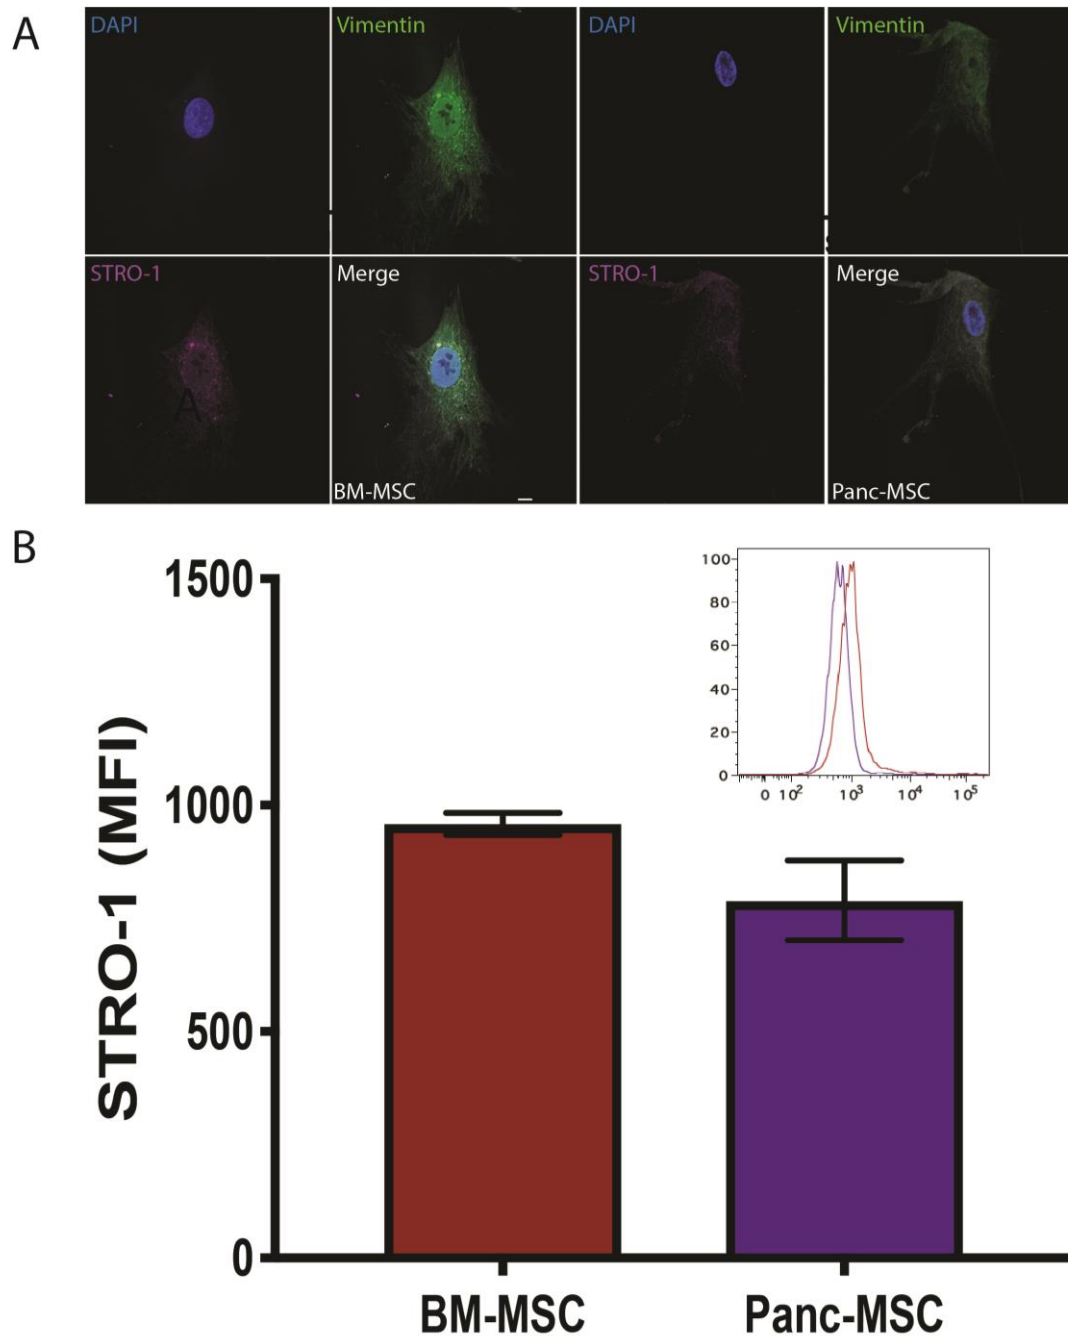 A
DAPI
Vimentin
DAPI
Vimentin
STRO-1
Merge
STRO-1
Merge
A
BM-MSC
Panc-MSC
B
1500
1000
500
0
STRO-1 (MFI)
BM-MSC
Panc-MSC
100
80
60
40
20
0
0 10² 10³ 10⁴ 10⁵